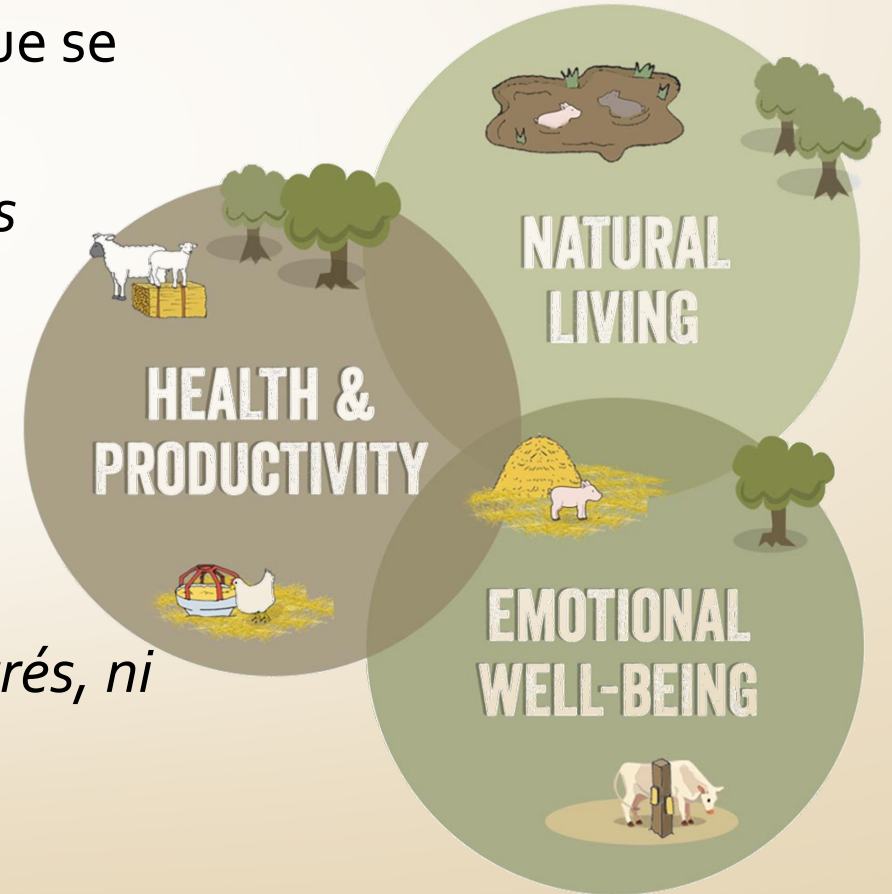 ue se
s
NATURAL
LIVING
HEALTH &
PRODUCTIVITY
EMOTIONAL
WELL-BEING
rés, ni